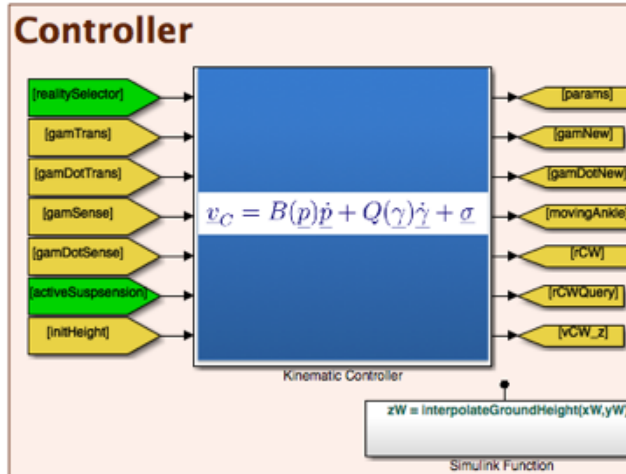 Controller
[realitySelector]
[gamTrans]
[gamDotTrans]
[gamSense]
[gamDotSense]
[activeSuspsension]
[initHeight]
v_C = B(p)ṗ + Q(γ)γ̇ + σ
Kinematic Controller
[params]
[gamNew]
[gamDotNew]
[movingAnkle]
[rCW]
[rCWQuery]
[vCW_z]
zW = interpolateGroundHeight(xW,yW)
Simulink Function